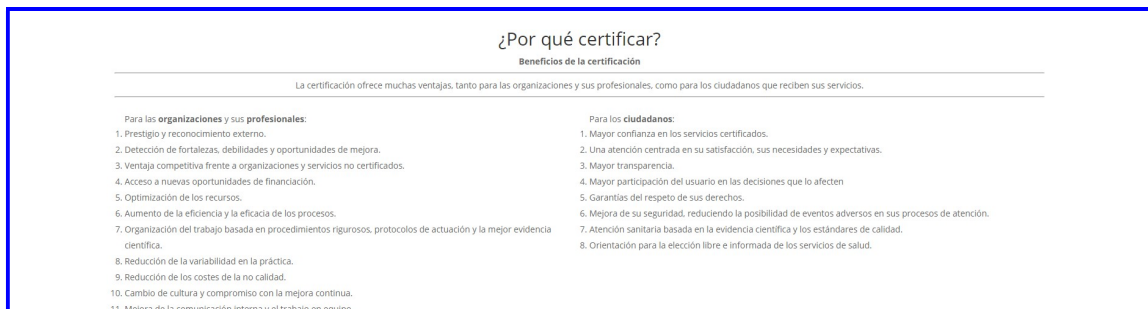 ¿Por qué certificar?
Beneficios de la certificación
La certificación ofrece muchas ventajas, tanto para las organizaciones y sus profesionales, como para los ciudadanos que reciben sus servicios.
Para las organizaciones y sus profesionales:
1. Prestigio y reconocimiento externo.
2. Detección de fortalezas, debilidades y oportunidades de mejora.
3. Ventaja competitiva frente a organizaciones y servicios no certificados.
4. Acceso a nuevas oportunidades de financiación.
5. Optimización de los recursos.
6. Aumento de la eficiencia y la eficacia de los procesos.
7. Organización del trabajo basada en procedimientos rigurosos, protocolos de actuación y la mejor evidencia
científica.
8. Reducción de la variabilidad en la práctica.
9. Reducción de los costes de la no calidad.
10. Cambio de cultura y compromiso con la mejora continua.
11. Mejora de la comunicación interna y el trabajo en equipo.
Para los ciudadanos:
1. Mayor confianza en los servicios certificados.
2. Una atención centrada en su satisfacción, sus necesidades y expectativas.
3. Mayor transparencia.
4. Mayor participación del usuario en las decisiones que lo afecten
5. Garantías del respeto de sus derechos.
6. Mejora de su seguridad, reduciendo la posibilidad de eventos adversos en sus procesos de atención.
7. Atención sanitaria basada en la evidencia científica y los estándares de calidad.
8. Orientación para la elección libre e informada de los servicios de salud.